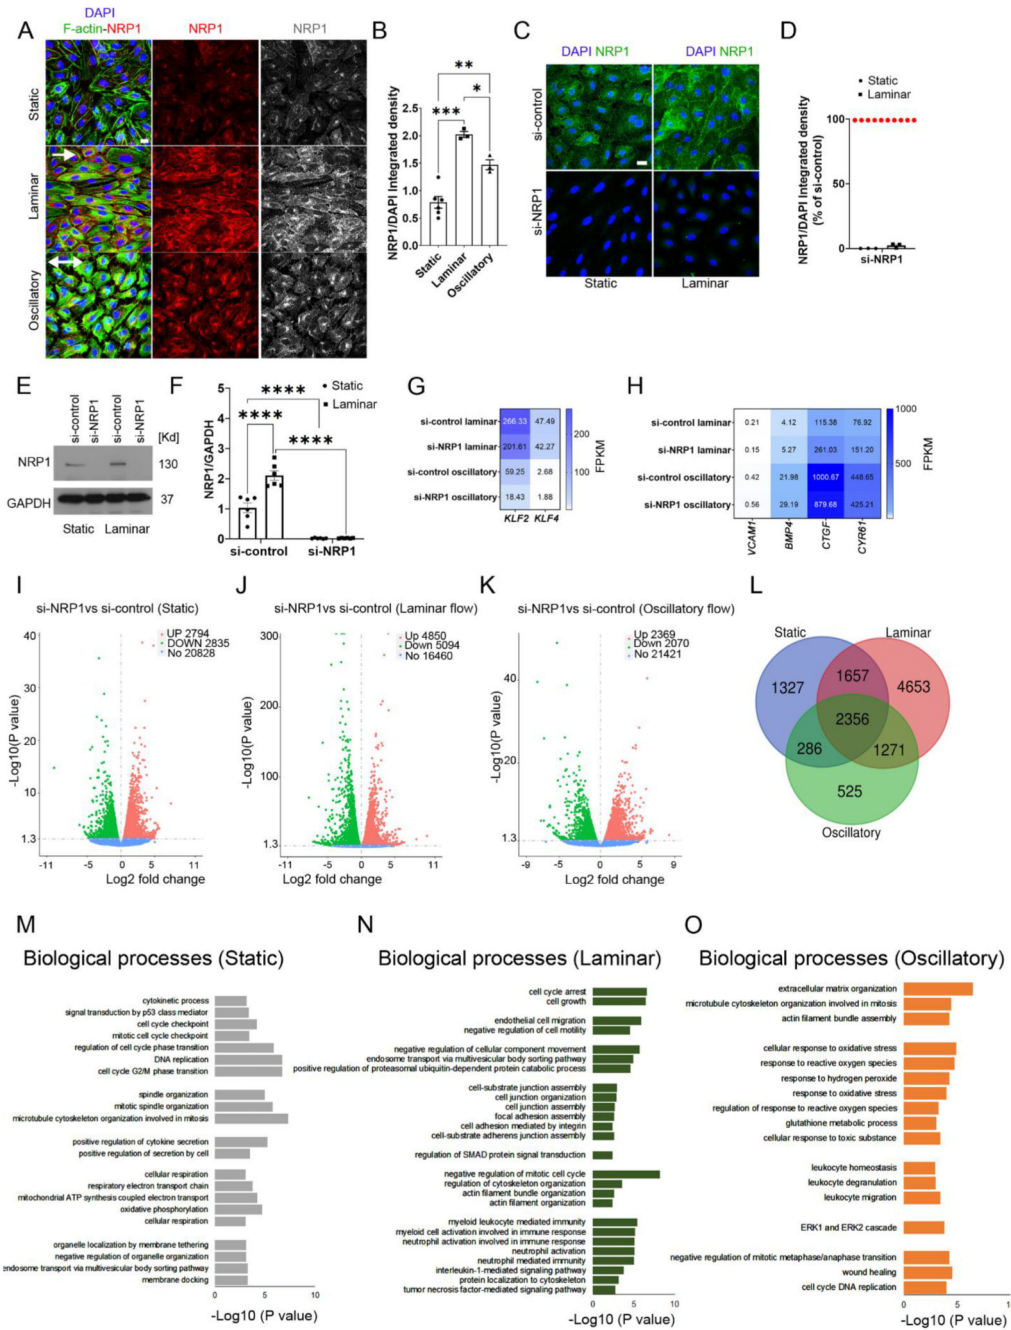 A
DAPI
F-actin-NRP1
NRP1
NRP1
Static
Laminar
Oscillatory
B
NRP1/DAPI Integrated density
2.5
2.0
1.5
1.0
0.5
0.0
**
***
*
Static
Laminar
Oscillatory
C
DAPI NRP1
DAPI NRP1
si-control
si-NRP1
Static
Laminar
D
Static
Laminar
NRP1/DAPI Integrated density
(% of si-control)
100
50
0
si-NRP1
E
si-control
si-NRP1
si-control
si-NRP1
[Kd]
NRP1
130
GAPDH
37
Static
Laminar
F
NRP1/GAPDH
5
4
3
2
1
0
****
****
****
Static
Laminar
si-control
si-NRP1
G
si-control laminar
266.33 47.49
si-NRP1 laminar
201.61 42.27
si-control oscillatory
59.25 2.68
si-NRP1 oscillatory
18.43 1.88
KLF2 KLF4
200
100
FPKM
H
si-control laminar
0.21 4.12 115.38 76.92
si-NRP1 laminar
0.15 5.27 261.03 151.20
si-control oscillatory
0.42 21.98 1000.67 448.65
si-NRP1 oscillatory
0.56 29.19 879.68 425.21
VCAM1
BMP4
CTGF
CYR61
1000
500
FPKM
I
si-NRP1vs si-control (Static)
UP 2794
DOWN 2835
No 20828
-Log10(P value)
40
30
20
10
1.3
-11 -5 0 5 11
Log2 fold change
J
si-NRP1vs si-control (Laminar flow)
Up 4850
Down 5094
No 16460
-Log10(P value)
300
200
100
1.3
-11 -5 0 5 11
Log2 fold change
K
si-NRP1vs si-control (Oscillatory flow)
Up 2369
Down 2070
No 21421
-Log10(P value)
40
20
1.3
-9 -5 0 5 9
Log2 fold change
L
Static
Laminar
1327
1657
4653
2356
286
1271
525
Oscillatory
M
Biological processes (Static)
cytokinetic process
signal transduction by p53 class mediator
cell cycle checkpoint
mitotic cell cycle checkpoint
regulation of cell cycle phase transition
DNA replication
cell cycle G2/M phase transition
spindle organization
mitotic spindle organization
microtubule cytoskeleton organization involved in mitosis
positive regulation of cytokine secretion
positive regulation of secretion by cell
cellular respiration
respiratory electron transport chain
mitochondrial ATP synthesis coupled electron transport
oxidative phosphorylation
cellular respiration
organelle localization by membrane tethering
negative regulation of organelle organization
endosome transport via multivesicular body sorting pathway
membrane docking
0 5 10
-Log10 (P value)
N
Biological processes (Laminar)
cell cycle arrest
cell growth
endothelial cell migration
negative regulation of cell motility
negative regulation of cellular component movement
endosome transport via multivesicular body sorting pathway
positive regulation of proteasomal ubiquitin-dependent protein catabolic process
cell-substrate junction assembly
cell junction organization
cell junction assembly
focal adhesion assembly
cell adhesion mediated by integrin
cell-substrate adherens junction assembly
regulation of SMAD protein signal transduction
negative regulation of mitotic cell cycle
regulation of cytoskeleton organization
actin filament bundle organization
actin filament organization
myeloid leukocyte mediated immunity
myeloid cell activation involved in immune response
neutrophil activation involved in immune response
neutrophil activation
neutrophil mediated immunity
interleukin-1-mediated signaling pathway
protein localization to cytoskeleton
tumor necrosis factor-mediated signaling pathway
0 5 10
-Log10 (P value)
O
Biological processes (Oscillatory)
extracellular matrix organization
microtubule cytoskeleton organization involved in mitosis
actin filament bundle assembly
cellular response to oxidative stress
response to reactive oxygen species
response to hydrogen peroxide
response to oxidative stress
regulation of response to reactive oxygen species
glutathione metabolic process
cellular response to toxic substance
leukocyte homeostasis
leukocyte degranulation
leukocyte migration
ERK1 and ERK2 cascade
negative regulation of mitotic metaphase/anaphase transition
wound healing
cell cycle DNA replication
0 5 10
-Log10 (P value)